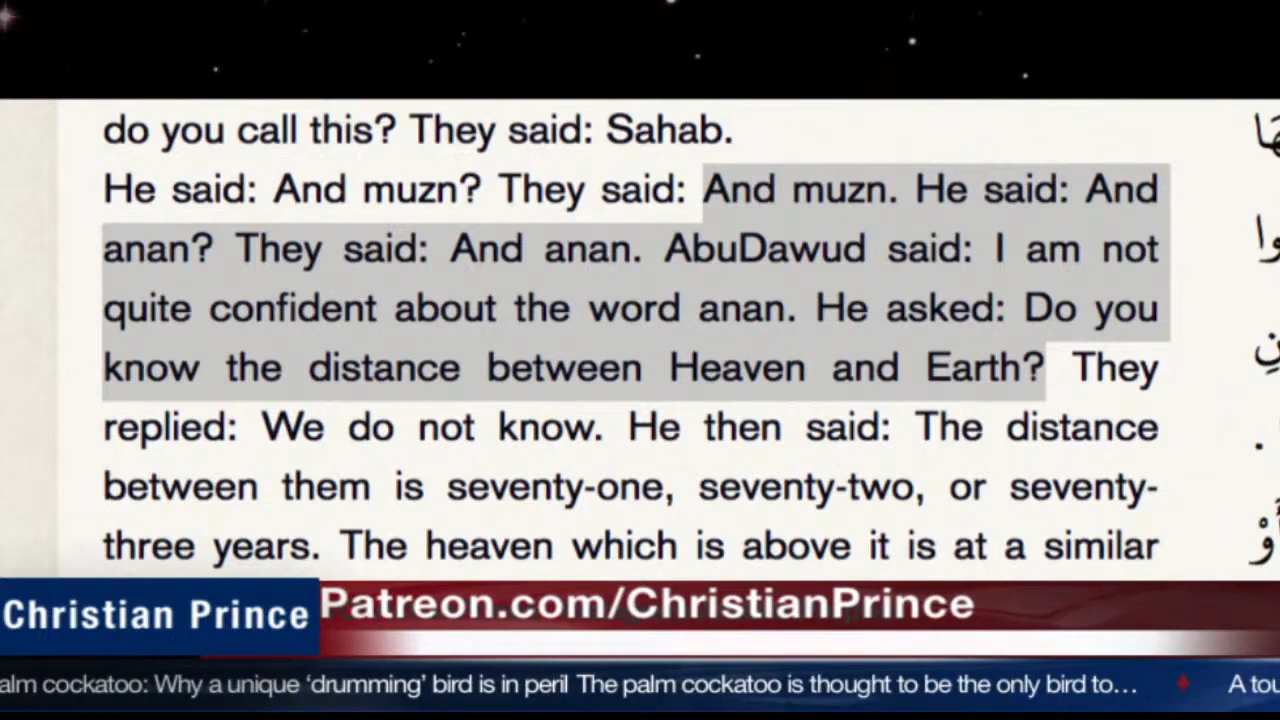 do you call this? They said: Sahab.
He said: And muzn? They said: And muzn. He said: And
anan? They said: And anan. AbuDawud said: I am not
quite confident about the word anan. He asked: Do you
know the distance between Heaven and Earth? They
replied: We do not know. He then said: The distance
between them is seventy-one, seventy-two, or seventy-
three years. The heaven which is above it is at a similar
Christian Prince
Patreon.com/ChristianPrince
alm cockatoo: Why a unique ‘drumming’ bird is in peril The palm cockatoo is thought to be the only bird to… A tou